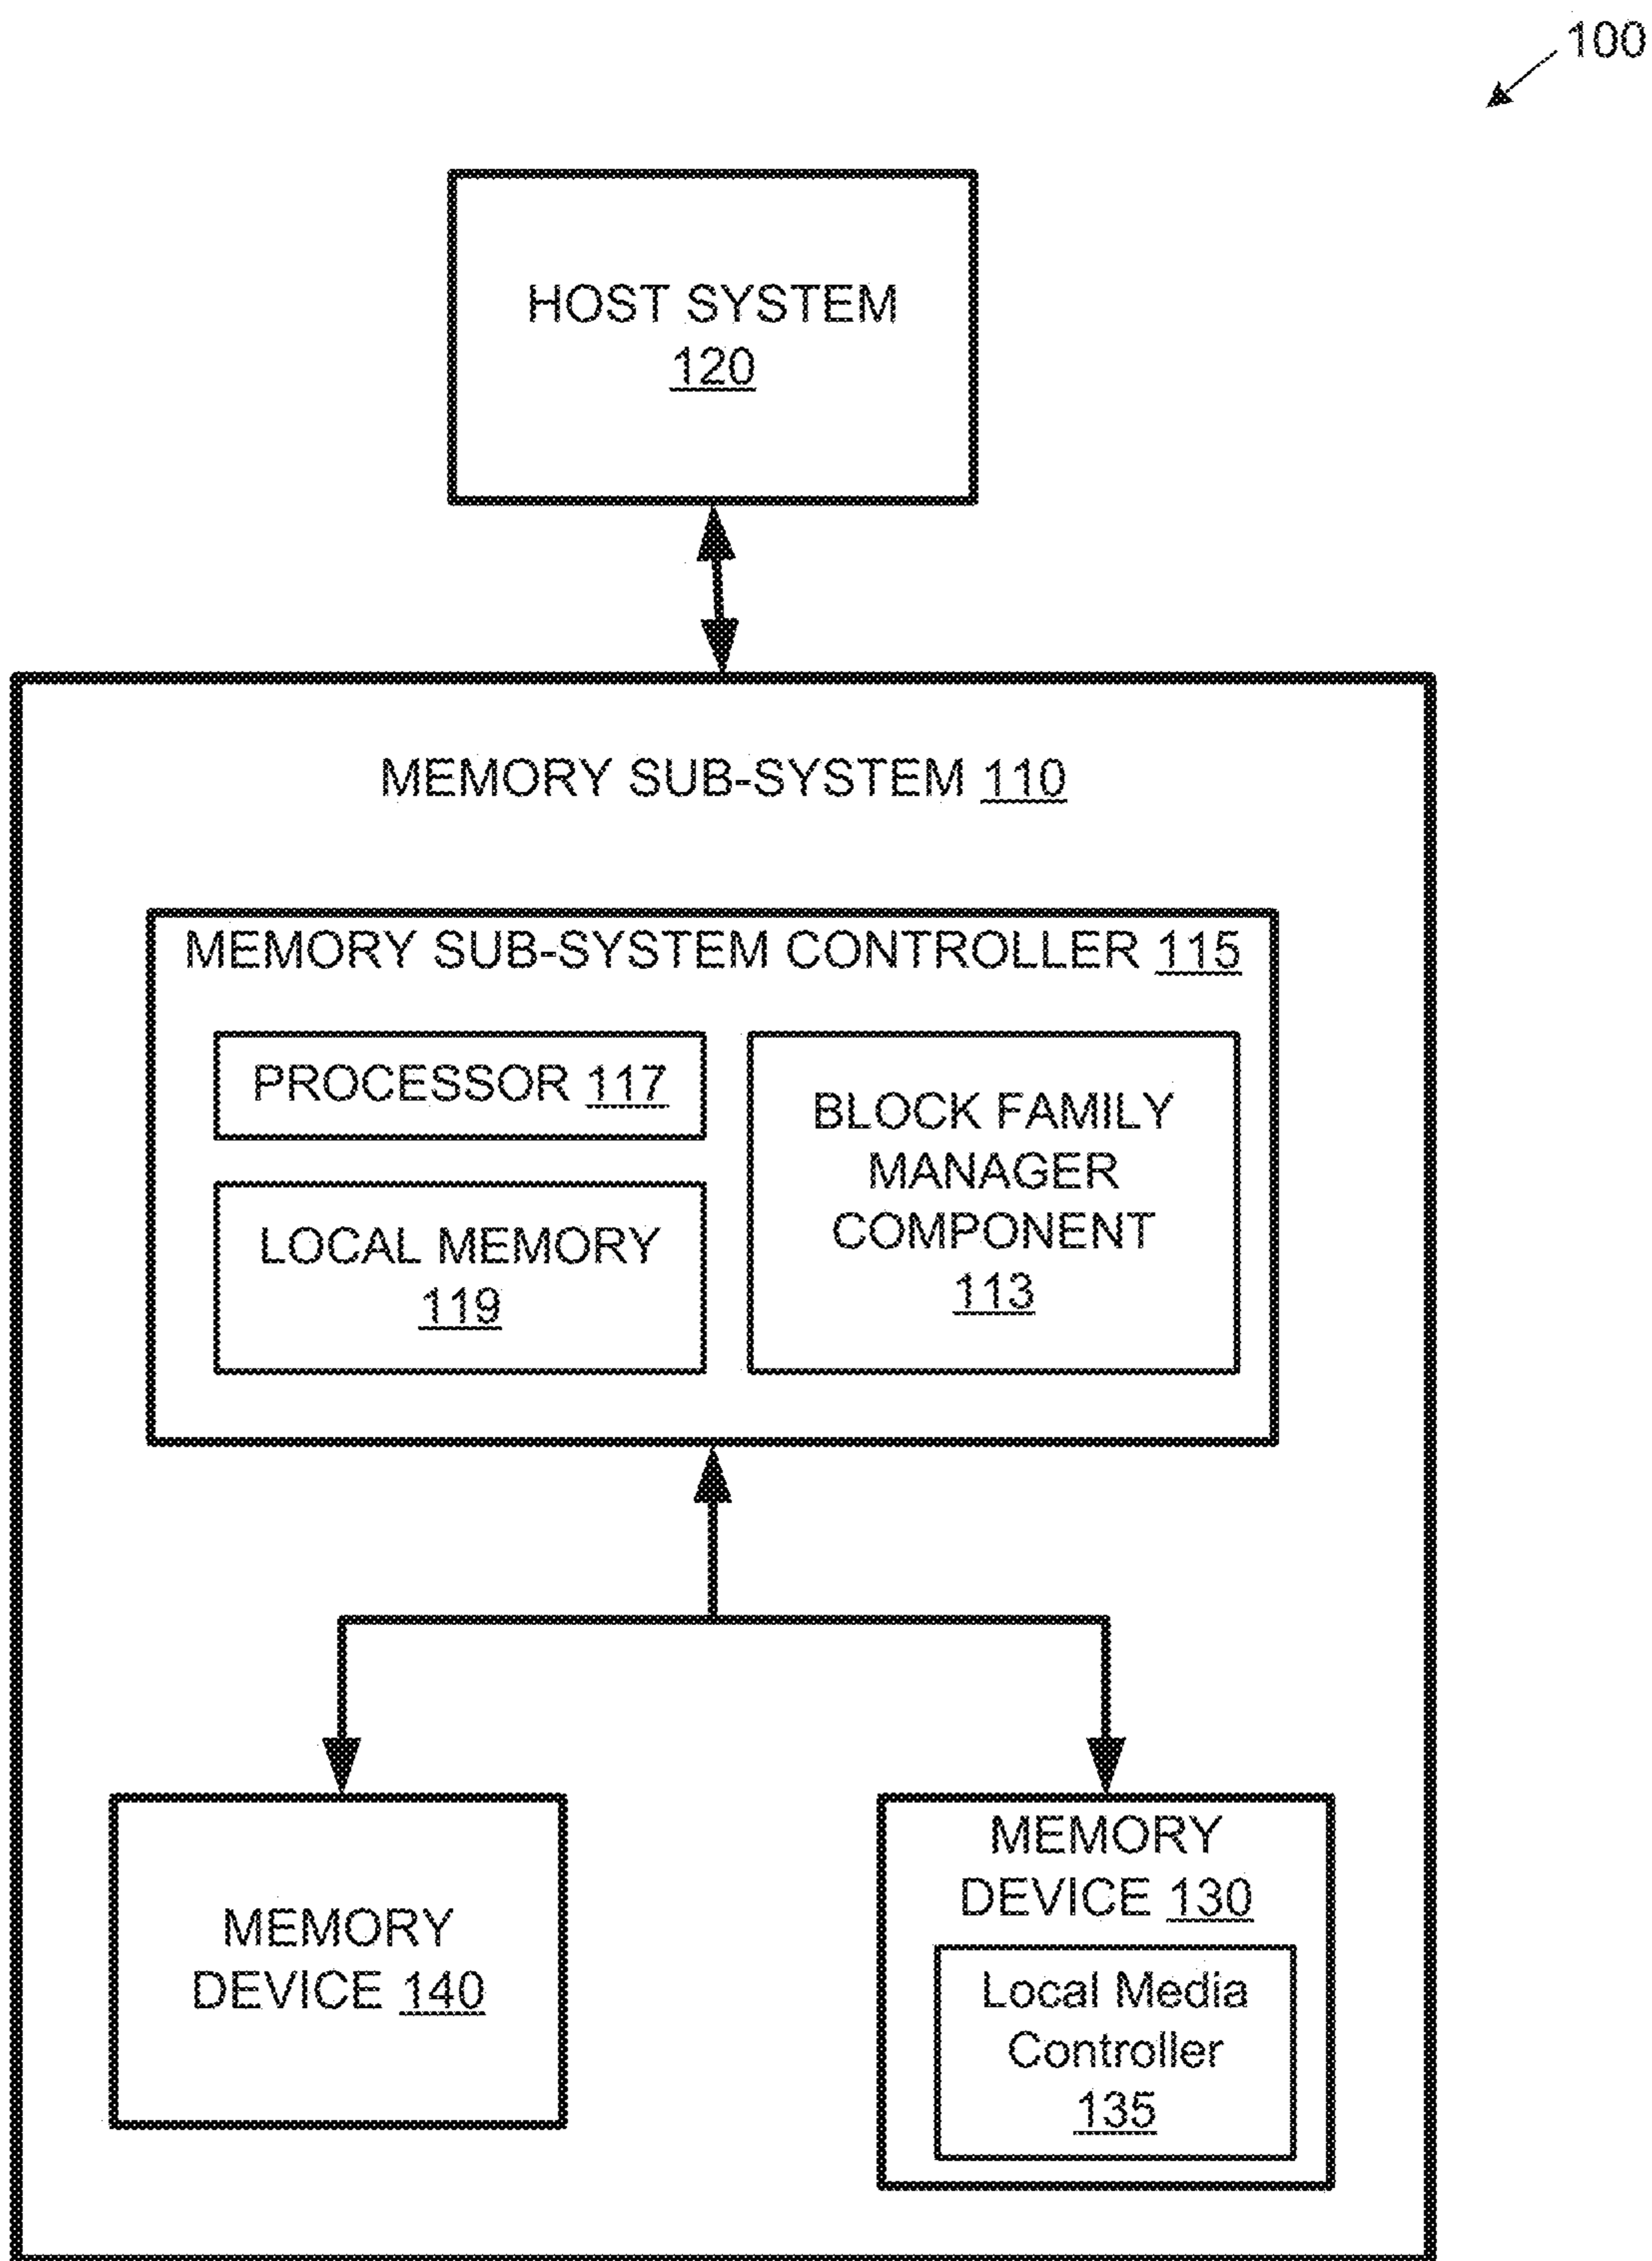 100
HOST SYSTEM
120
MEMORY SUB-SYSTEM 110
MEMORY SUB-SYSTEM CONTROLLER 115
PROCESSOR 117
LOCAL MEMORY
119
BLOCK FAMILY
MANAGER
COMPONENT
113
MEMORY
DEVICE 140
MEMORY
DEVICE 130
Local Media
Controller
135